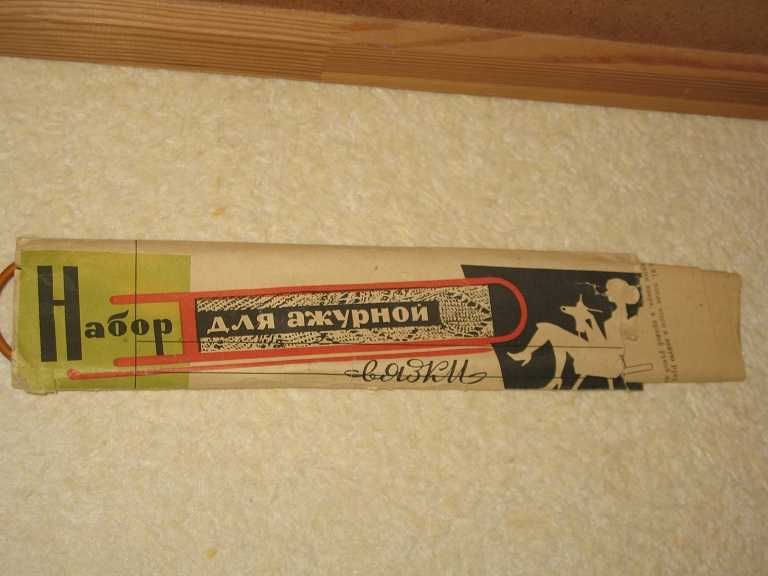 Набор
для ажурной
вязки